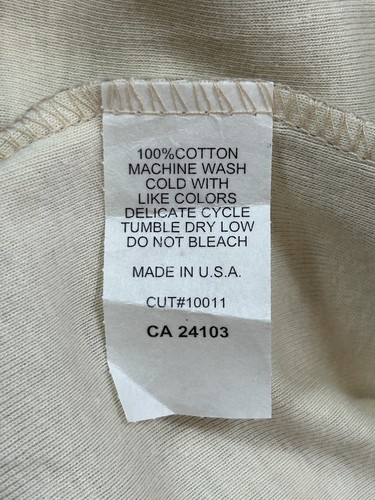 100%COTTON
MACHINE WASH
COLD WITH
LIKE COLORS
DELICATE CYCLE
TUMBLE DRY LOW
DO NOT BLEACH
MADE IN U.S.A.
CUT#10011
CA 24103